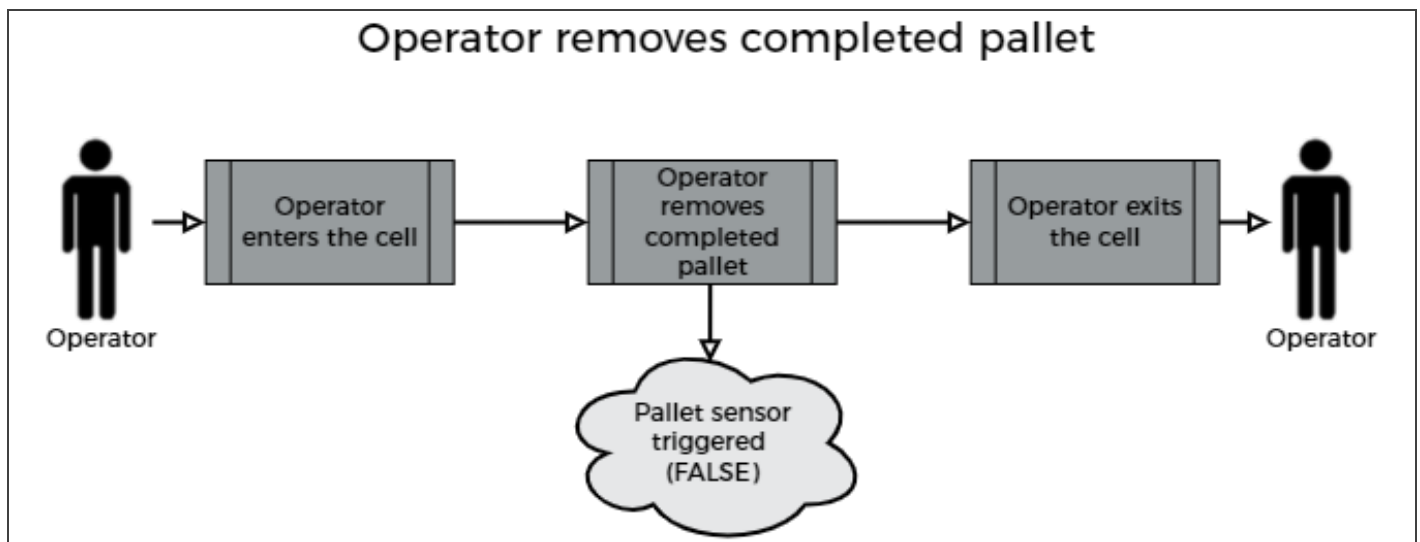 Operator removes completed pallet
Operator
enters the cell
Operator
removes
completed
pallet
Operator exits
the cell
Operator
Operator
Pallet sensor
triggered
(FALSE)